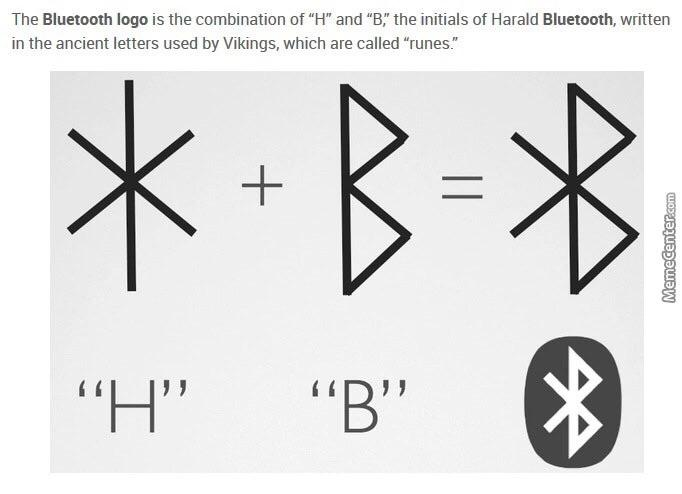 The Bluetooth logo is the combination of “H” and “B,” the initials of Harald Bluetooth, written
in the ancient letters used by Vikings, which are called “runes.”
ᚼ + ᛒ =
“H” “B”
MemeCenter.com